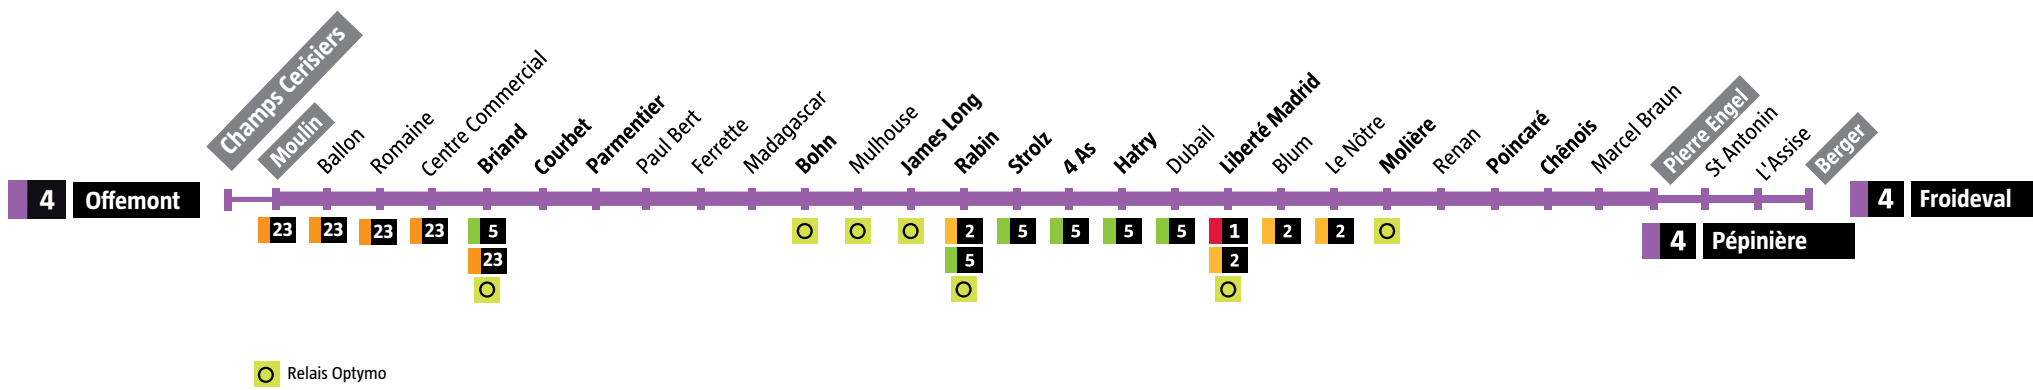 Champs Cerisiers
Moulin
Ballon
Romaine
Centre Commercial
Briand
Courbet
Parmentier
Paul Bert
Ferrette
Madagascar
Bohn
Mulhouse
James Long
Rabin
Strolz
4 As
Hatry
Dubail
Liberté Madrid
Blum
Le Nôtre
Molière
Renan
Poincaré
Chênois
Marcel Braun
Pierre Engel
St Antonin
L'Assise
Berger
4 Offemont
4 Froideval
23
23
23
23
5
2
5
5
5
5
1
2
2
4 Pépinière
23
5
2
Relais Optymo